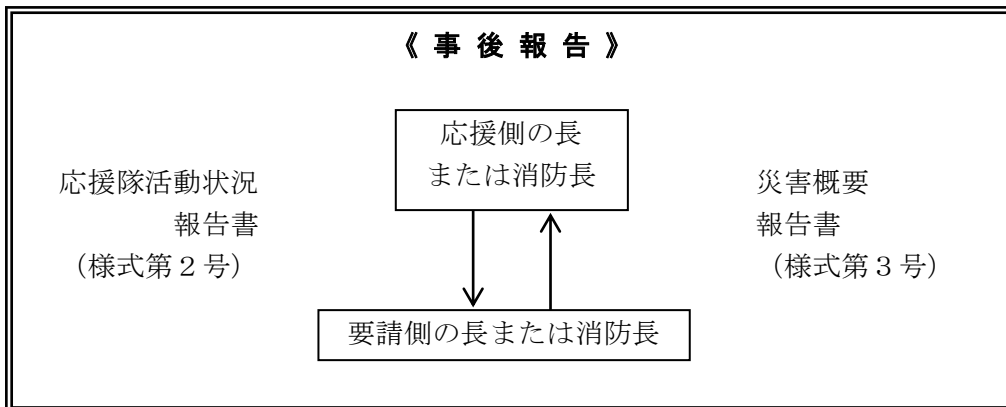 《 事 後 報 告 》
応援側の長
または消防長
応援隊活動状況
報告書
（様式第２号）
災害概要
報告書
（様式第３号）
要請側の長または消防長